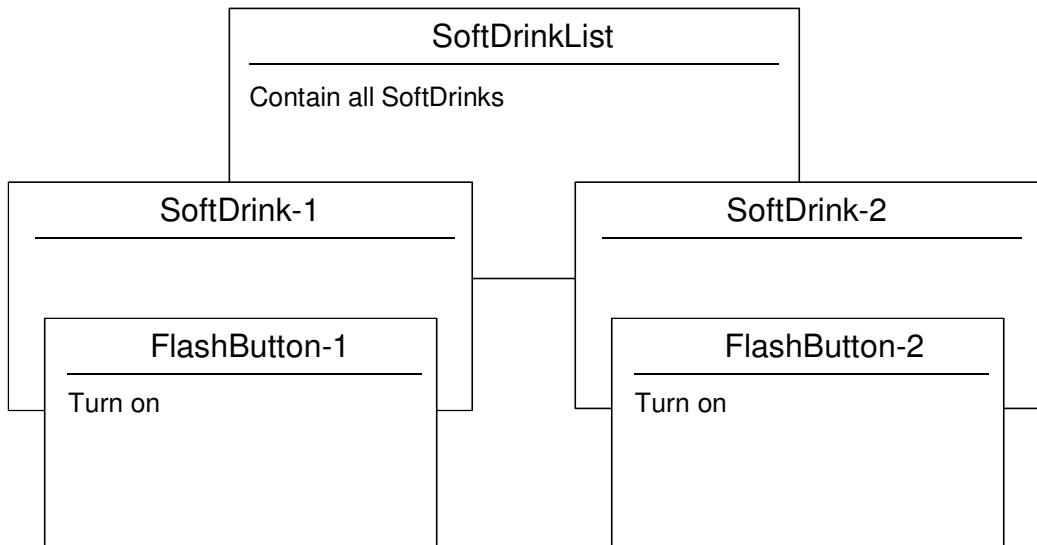 SoftDrinkList
Contain all SoftDrinks
SoftDrink-1
SoftDrink-2
FlashButton-1
FlashButton-2
Turn on
Turn on